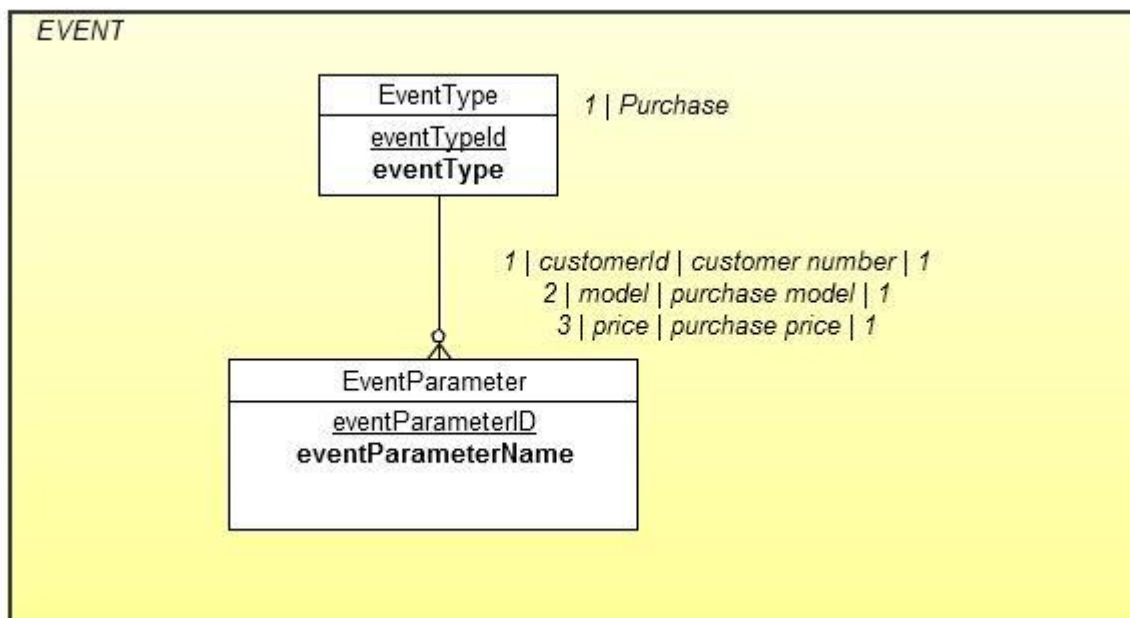 EVENT
EventType
1 | Purchase
eventTypeId
eventType
1 | customerId | customer number | 1
2 | model | purchase model | 1
3 | price | purchase price | 1
EventParameter
eventParameterID
eventParameterName